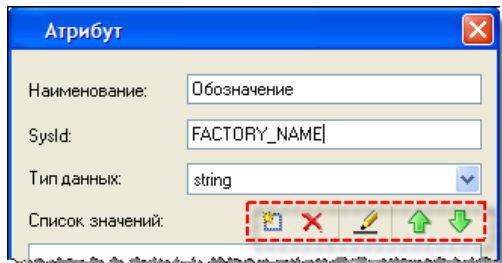 Атрибут
Наименование: Обозначение
SysId: FACTORY_NAME
Тип данных: string
Список значений: